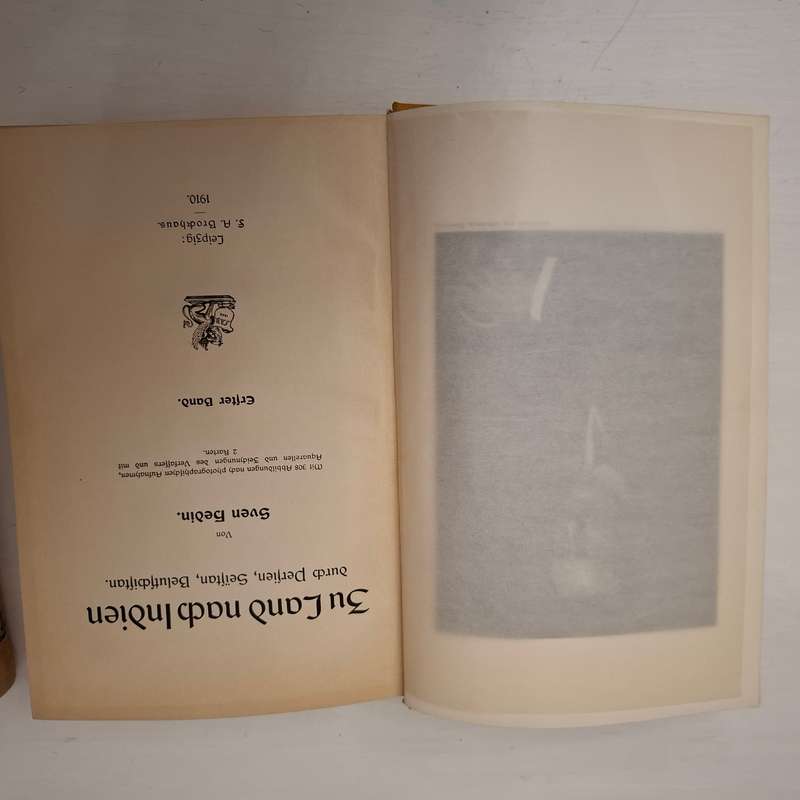 Zu Land nach Indien
durch Persien, Seistan, Belutschistan.
Von
Sven Hedin.
Mit 308 Abbildungen nach photographischen Aufnahmen,
Aquarellen und Zeichnungen des Verfassers und mit
2 Karten.
Erster Band.
Leipzig:
F. A. Brockhaus.
1910.